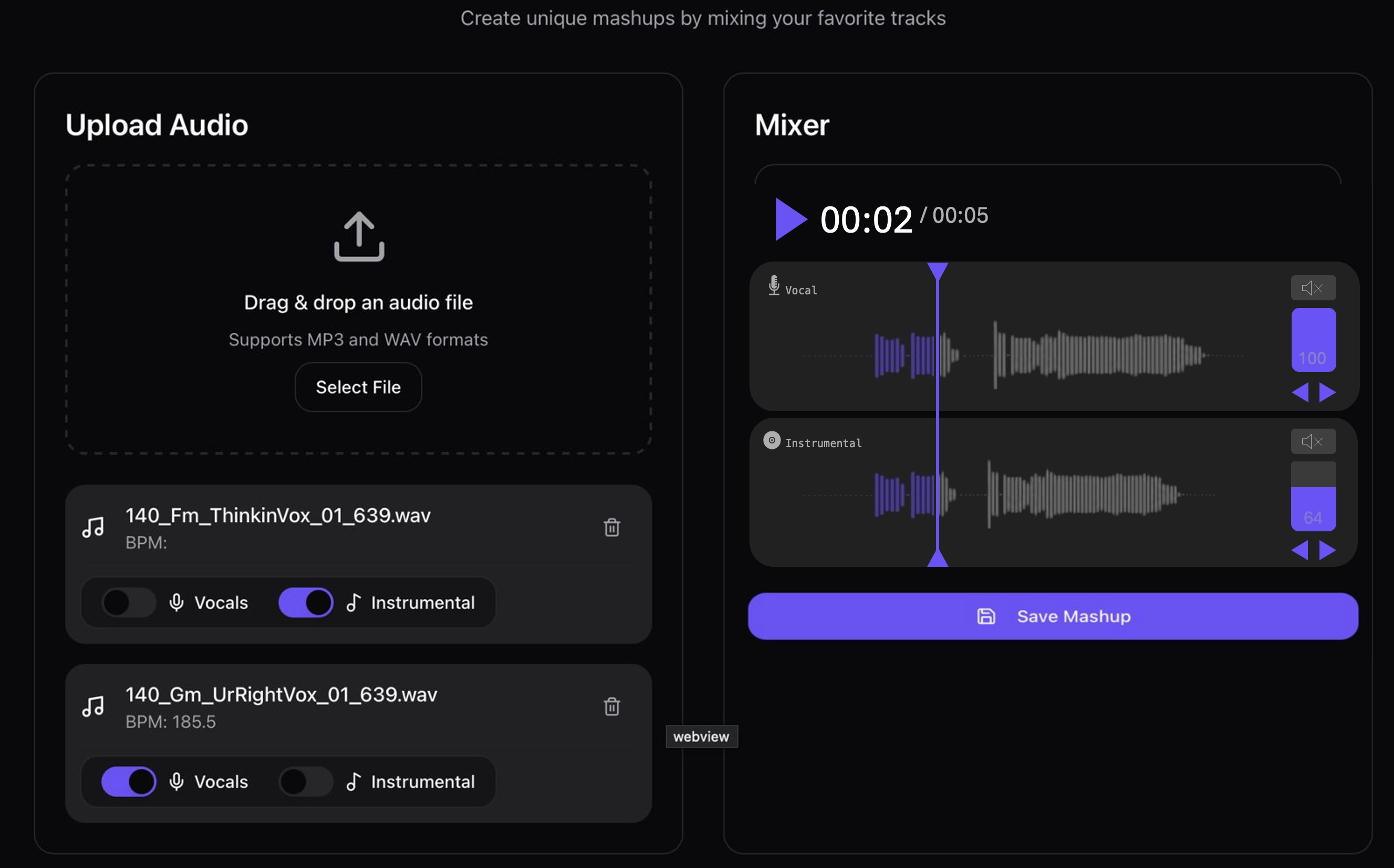 Create unique mashups by mixing your favorite tracks
Upload Audio
Drag & drop an audio file
Supports MP3 and WAV formats
Select File
140_Fm_ThinkinVox_01_639.wav
BPM:
Vocals
Instrumental
140_Gm_UrRightVox_01_639.wav
BPM: 185.5
Vocals
Instrumental
webview
Mixer
00:02 / 00:05
Vocal
100
Instrumental
64
Save Mashup